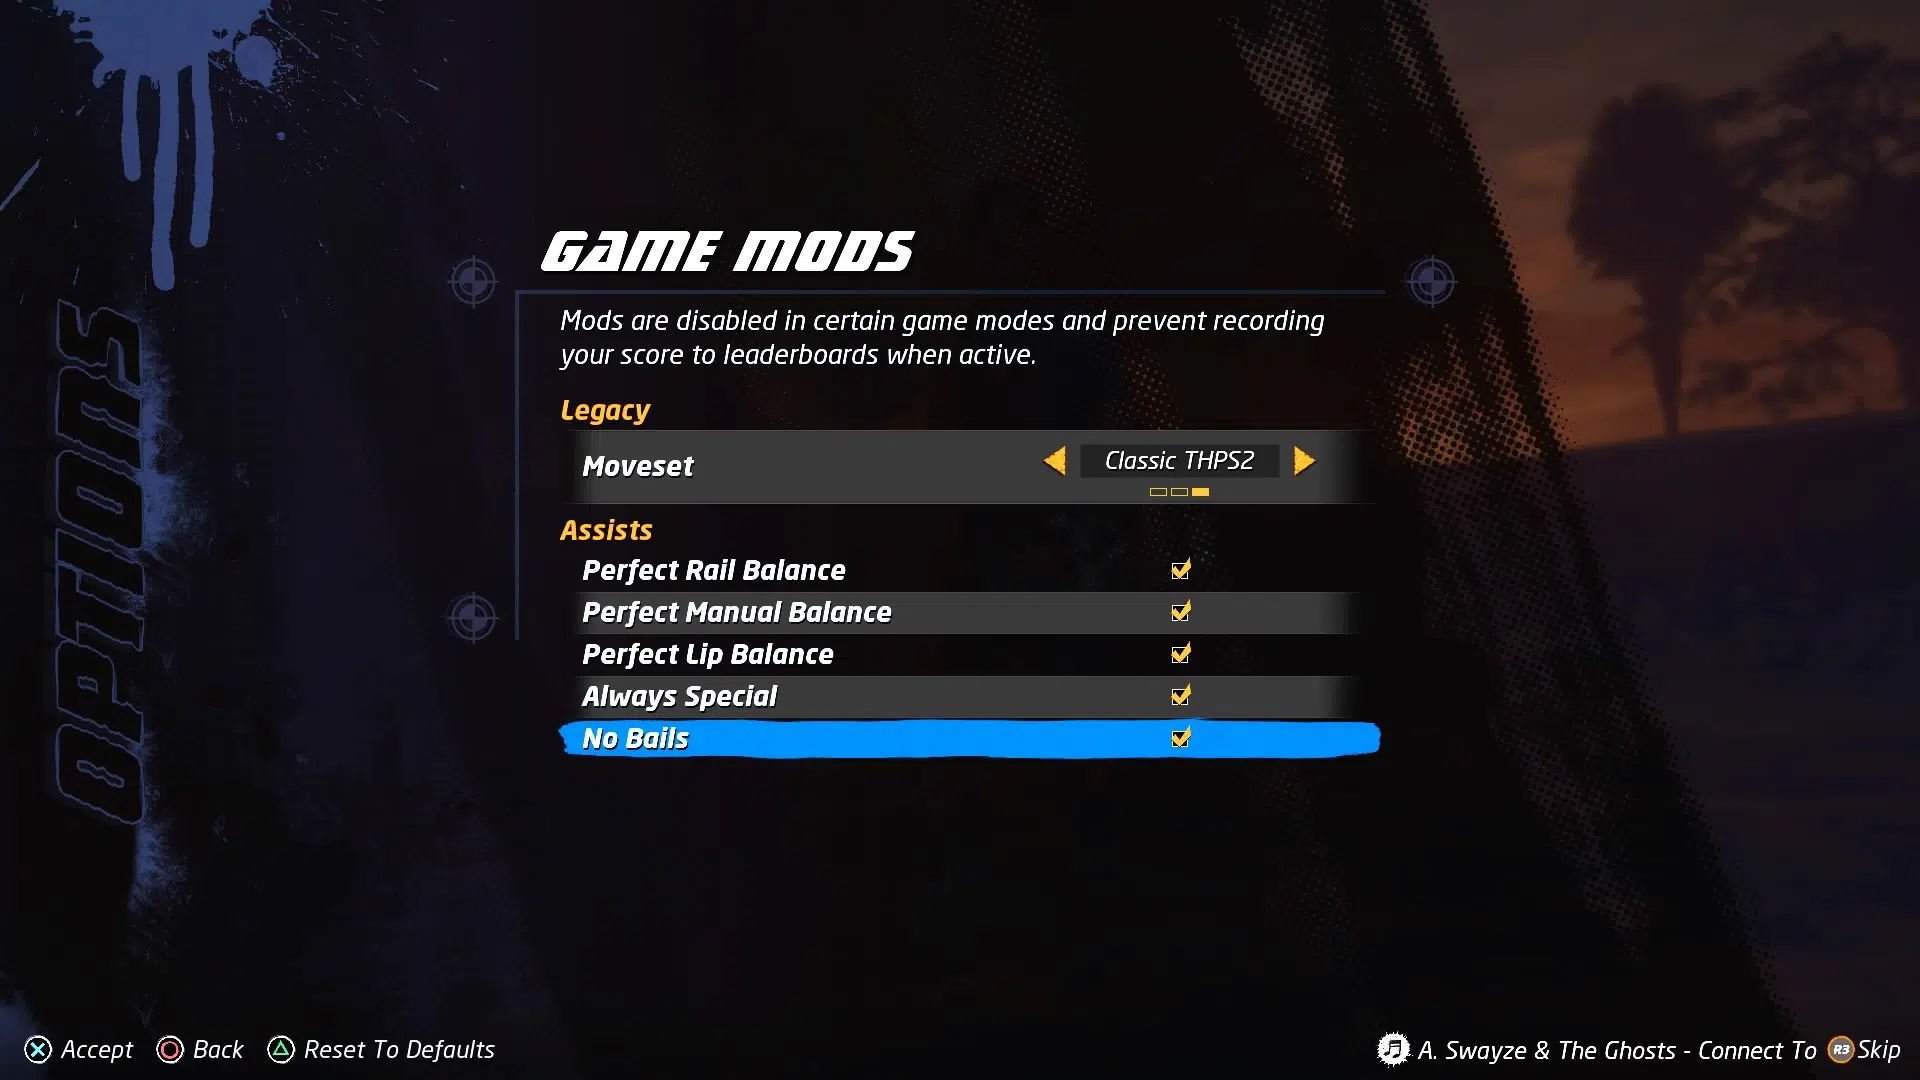 OPTIONS
GAME MODS
Mods are disabled in certain game modes and prevent recording
your score to leaderboards when active.
Legacy
Moveset Classic THPS2
Assists
Perfect Rail Balance
Perfect Manual Balance
Perfect Lip Balance
Always Special
No Bails
Accept Back Reset To Defaults
A. Swayze & The Ghosts - Connect To R3 Skip